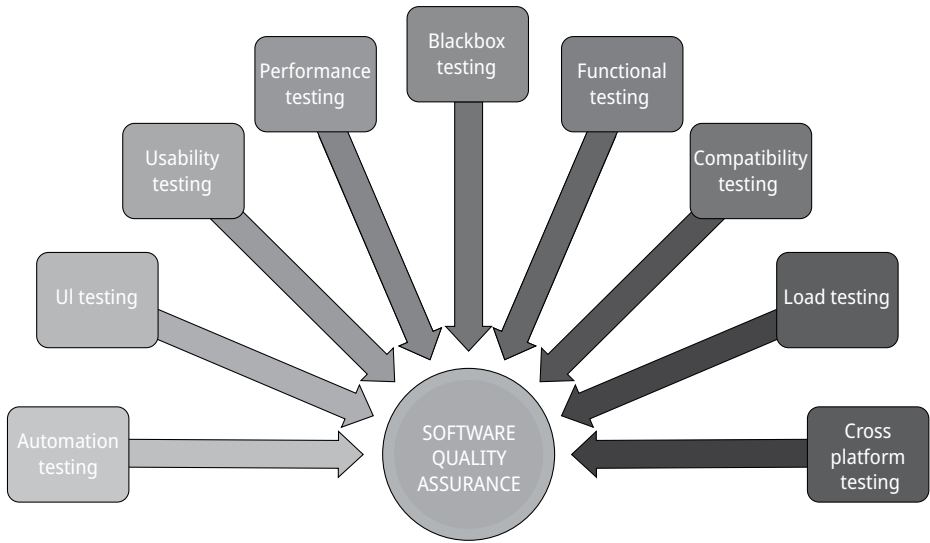 Blackbox
testing
Performance
testing
Functional
testing
Usability
testing
Compatibility
testing
UI testing
Load testing
Automation
testing
SOFTWARE
QUALITY
ASSURANCE
Cross
platform
testing